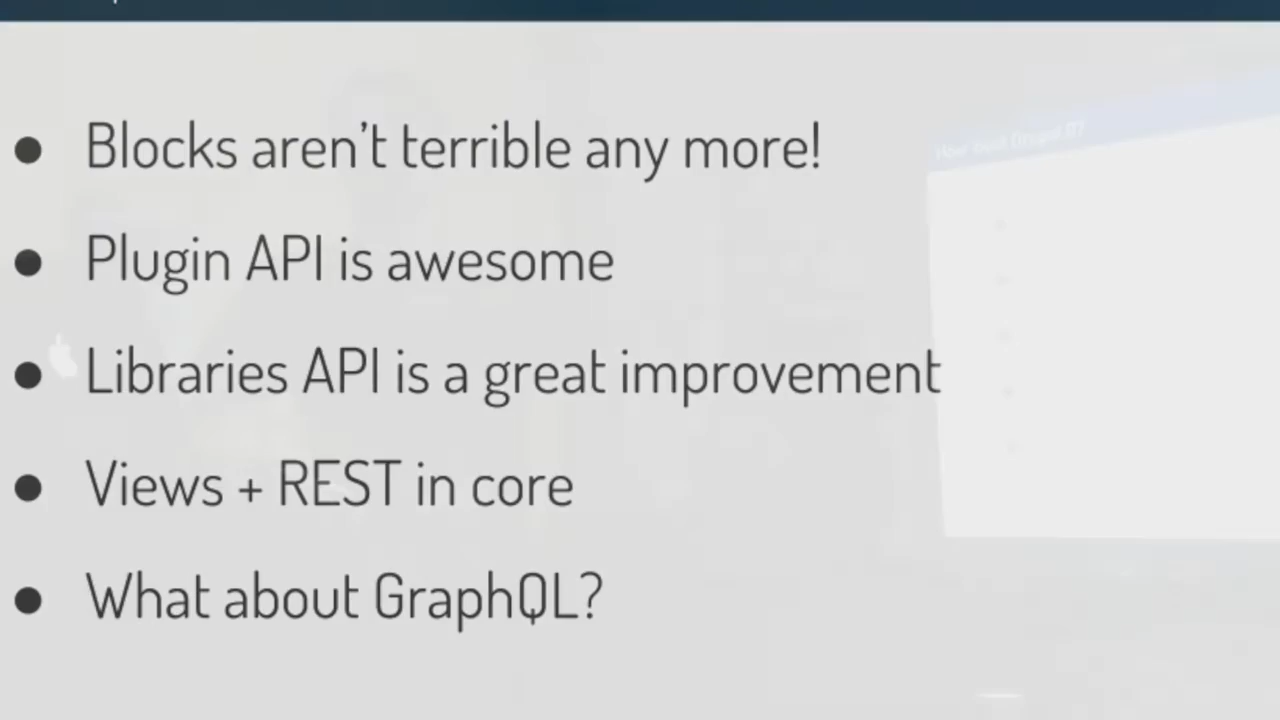 Blocks aren't terrible any more!
Plugin API is awesome
Libraries API is a great improvement
Views + REST in core
What about GraphQL?